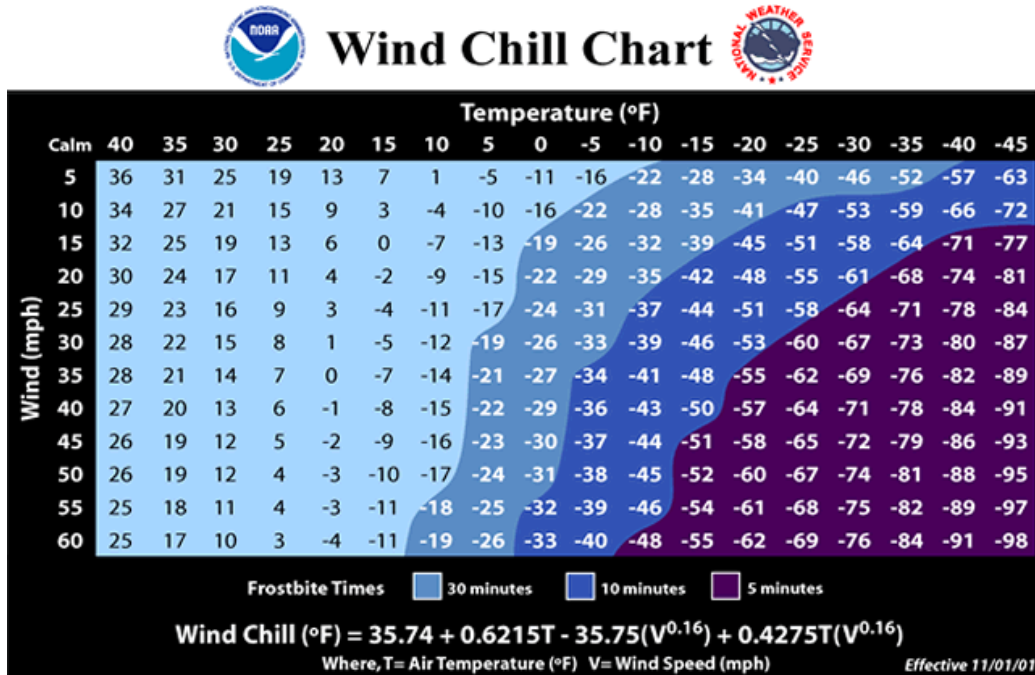 NOAA
NATIONAL OCEANIC AND ATMOSPHERIC ADMINISTRATION
U.S. DEPARTMENT OF COMMERCE
Wind Chill Chart
NATIONAL WEATHER SERVICE
Temperature (ºF)
Calm 40 35 30 25 20 15 10 5 0 -5 -10 -15 -20 -25 -30 -35 -40 -45
Wind (mph)
5 36 31 25 19 13 7 1 -5 -11 -16 -22 -28 -34 -40 -46 -52 -57 -63
10 34 27 21 15 9 3 -4 -10 -16 -22 -28 -35 -41 -47 -53 -59 -66 -72
15 32 25 19 13 6 0 -7 -13 -19 -26 -32 -39 -45 -51 -58 -64 -71 -77
20 30 24 17 11 4 -2 -9 -15 -22 -29 -35 -42 -48 -55 -61 -68 -74 -81
25 29 23 16 9 3 -4 -11 -17 -24 -31 -37 -44 -51 -58 -64 -71 -78 -84
30 28 22 15 8 1 -5 -12 -19 -26 -33 -39 -46 -53 -60 -67 -73 -80 -87
35 28 21 14 7 0 -7 -14 -21 -27 -34 -41 -48 -55 -62 -69 -76 -82 -89
40 27 20 13 6 -1 -8 -15 -22 -29 -36 -43 -50 -57 -64 -71 -78 -84 -91
45 26 19 12 5 -2 -9 -16 -23 -30 -37 -44 -51 -58 -65 -72 -79 -86 -93
50 26 19 12 4 -3 -10 -17 -24 -31 -38 -45 -52 -60 -67 -74 -81 -88 -95
55 25 18 11 4 -3 -11 -18 -25 -32 -39 -46 -54 -61 -68 -75 -82 -89 -97
60 25 17 10 3 -4 -11 -19 -26 -33 -40 -48 -55 -62 -69 -76 -84 -91 -98
Frostbite Times 30 minutes 10 minutes 5 minutes
Wind Chill (ºF) = 35.74 + 0.6215T - 35.75(V^0.16) + 0.4275T(V^0.16)
Where, T= Air Temperature (ºF) V= Wind Speed (mph)
Effective 11/01/01